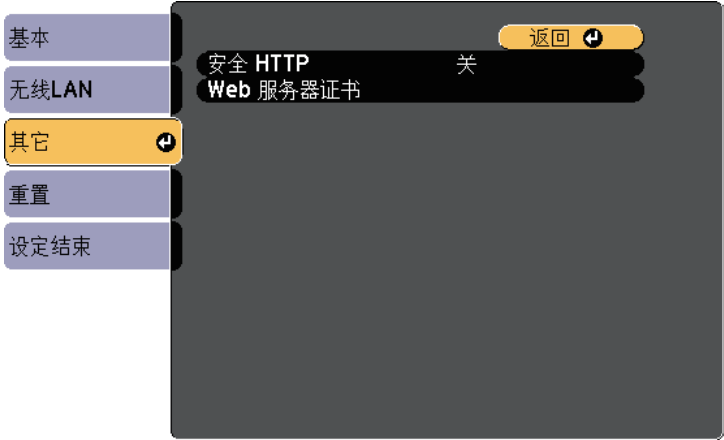 基本
无线LAN
其它
重置
设定结束
返回
安全 HTTP 关
Web 服务器证书